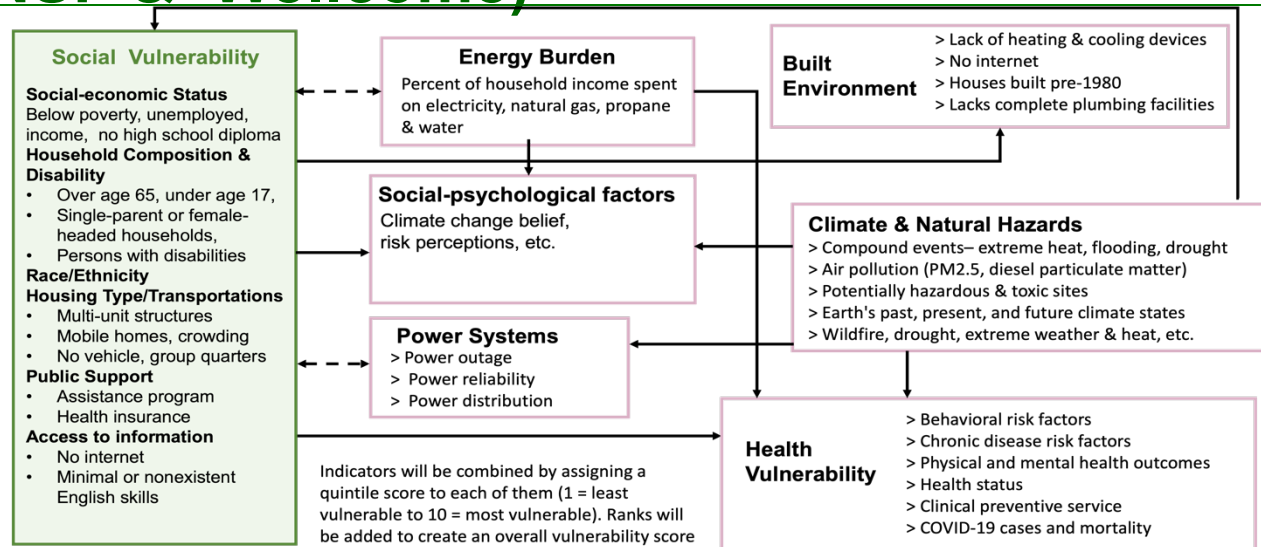 Social Vulnerability
Social-economic Status
Below poverty, unemployed,
income, no high school diploma
Household Composition &
Disability
• Over age 65, under age 17,
• Single-parent or female-
headed households,
• Persons with disabilities
Race/Ethnicity
Housing Type/Transportations
• Multi-unit structures
• Mobile homes, crowding
• No vehicle, group quarters
Public Support
• Assistance program
• Health insurance
Access to information
• No internet
• Minimal or nonexistent
English skills
Energy Burden
Percent of household income spent
on electricity, natural gas, propane
& water
Social-psychological factors
Climate change belief,
risk perceptions, etc.
Power Systems
> Power outage
> Power reliability
> Power distribution
Indicators will be combined by assigning a
quintile score to each of them (1 = least
vulnerable to 10 = most vulnerable). Ranks will
be added to create an overall vulnerability score
Built
Environment
> Lack of heating & cooling devices
> No internet
> Houses built pre-1980
> Lacks complete plumbing facilities
Climate & Natural Hazards
> Compound events– extreme heat, flooding, drought
> Air pollution (PM2.5, diesel particulate matter)
> Potentially hazardous & toxic sites
> Earth's past, present, and future climate states
> Wildfire, drought, extreme weather & heat, etc.
Health
Vulnerability
> Behavioral risk factors
> Chronic disease risk factors
> Physical and mental health outcomes
> Health status
> Clinical preventive service
> COVID-19 cases and mortality